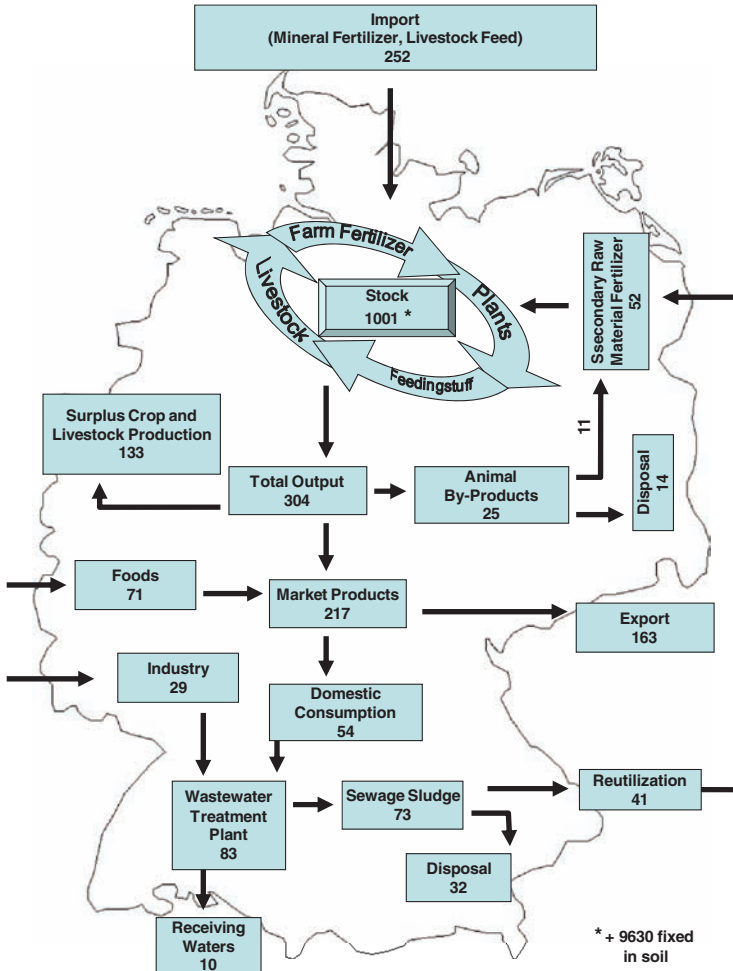 Import
(Mineral Fertilizer, Livestock Feed)
252
Farm Fertilizer
Livestock
Plants
Feedingstuff
Stock
1001 *
Ssecondary Raw
Material Fertilizer
52
11
Surplus Crop and
Livestock Production
133
Total Output
304
Animal
By-Products
25
Disposal
14
Foods
71
Market Products
217
Export
163
Industry
29
Domestic
Consumption
54
Wastewater
Treatment
Plant
83
Sewage Sludge
73
Reutilization
41
Disposal
32
Receiving
Waters
10
* + 9630 fixed
in soil